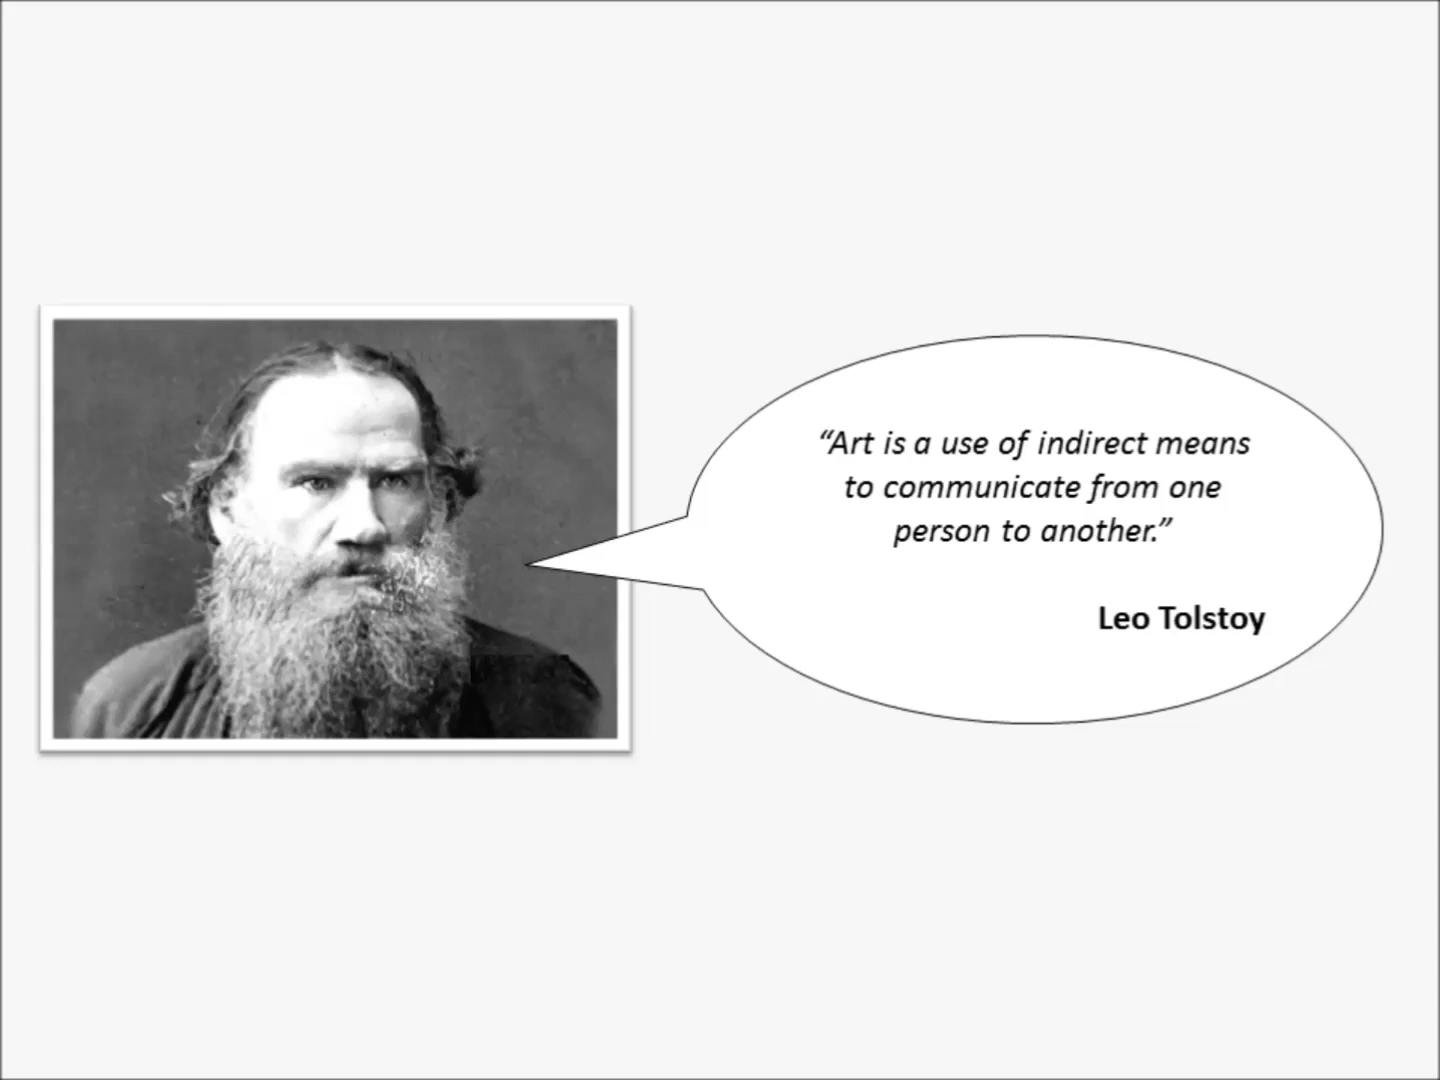 “Art is a use of indirect means
to communicate from one
person to another.”
Leo Tolstoy